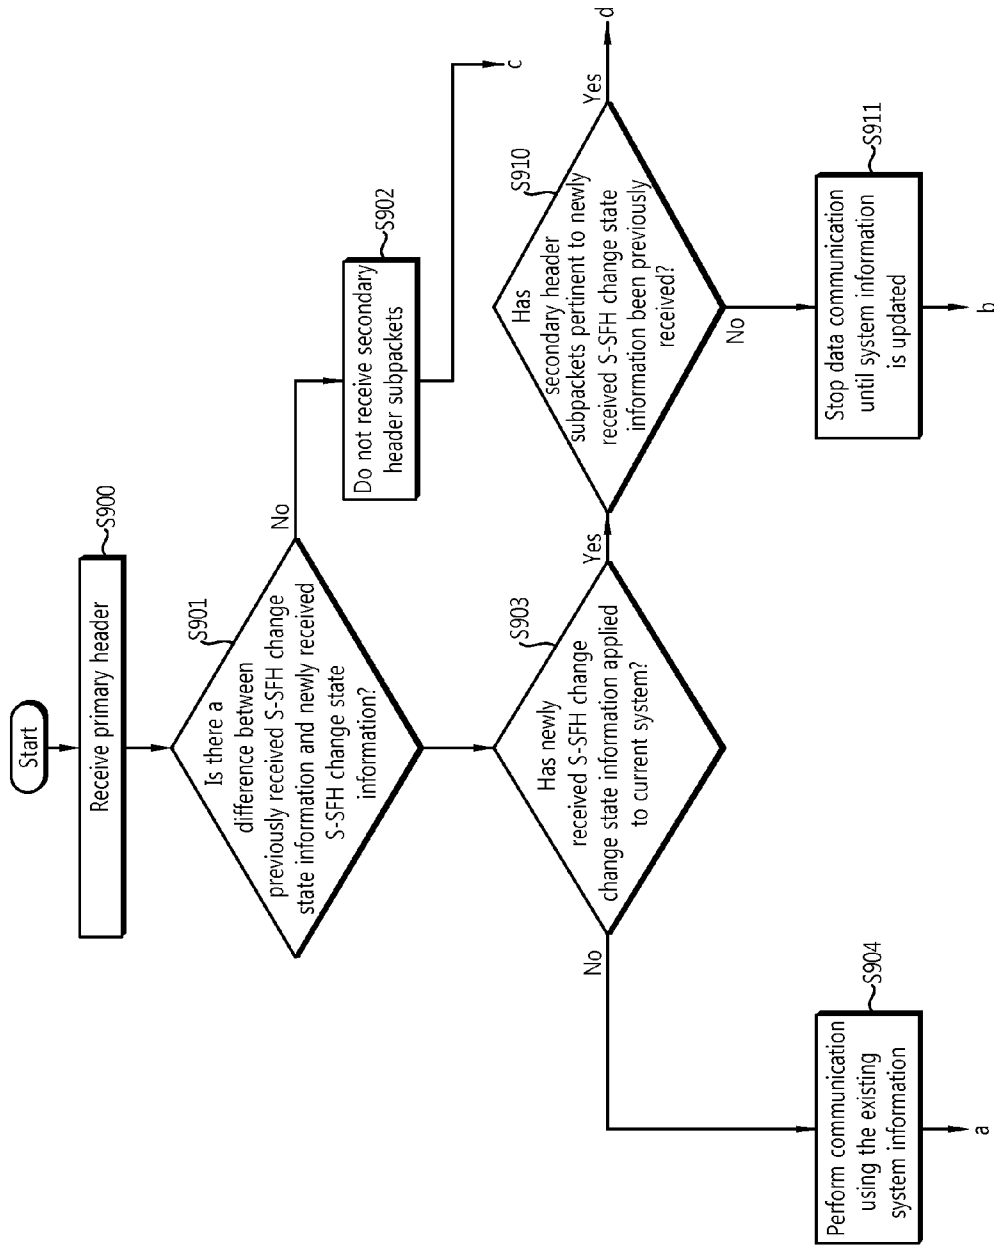 Start
Receive primary header
S900
Is there a
difference between
previously received S-SFH change
state information and newly received
S-SFH change state
information?
S901
No
Do not receive secondary
header subpackets
S902
c
Has newly
received S-SFH change
change state information applied
to current system?
S903
No
Yes
Has
secondary header
subpackets pertinent to newly
received S-SFH change state
information been previously
received?
S910
Yes
d
No
Perform communication
using the existing
system information
S904
a
Stop data communication
until system information
is updated
S911
b